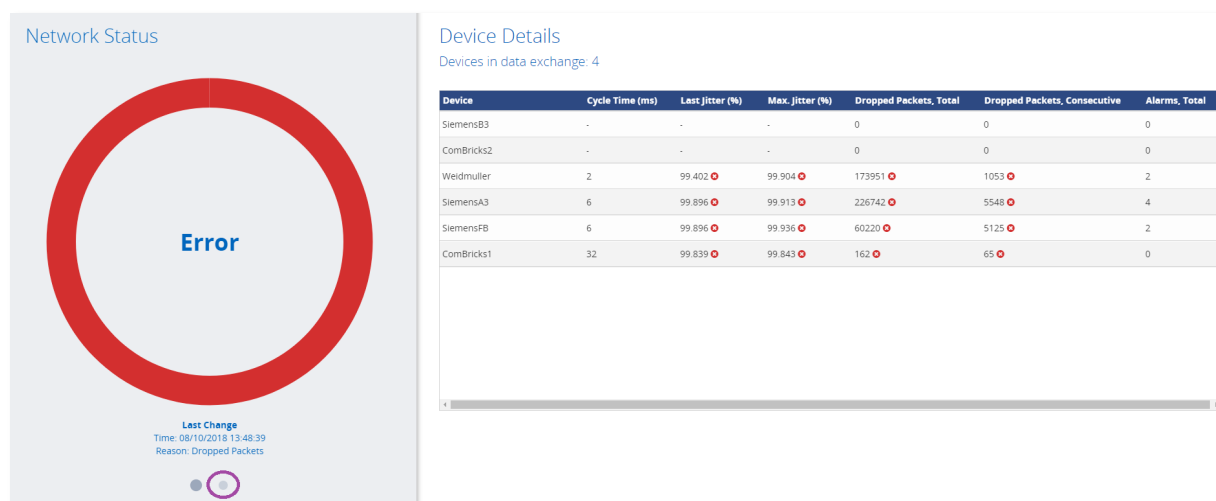 Network Status
Error
Last Change
Time: 08/10/2018 13:48:39
Reason: Dropped Packets
Device Details
Devices in data exchange: 4
Device Cycle Time (ms) Last Jitter (%) Max. Jitter (%) Dropped Packets, Total Dropped Packets, Consecutive Alarms, Total
SiemensB3 - - - 0 0 0
ComBricks2 - - - 0 0 0
Weidmuller 2 99.402 99.904 173951 1053 2
SiemensA3 6 99.896 99.913 226742 5548 4
SiemensFB 6 99.896 99.936 60220 5125 2
ComBricks1 32 99.839 99.843 162 65 0